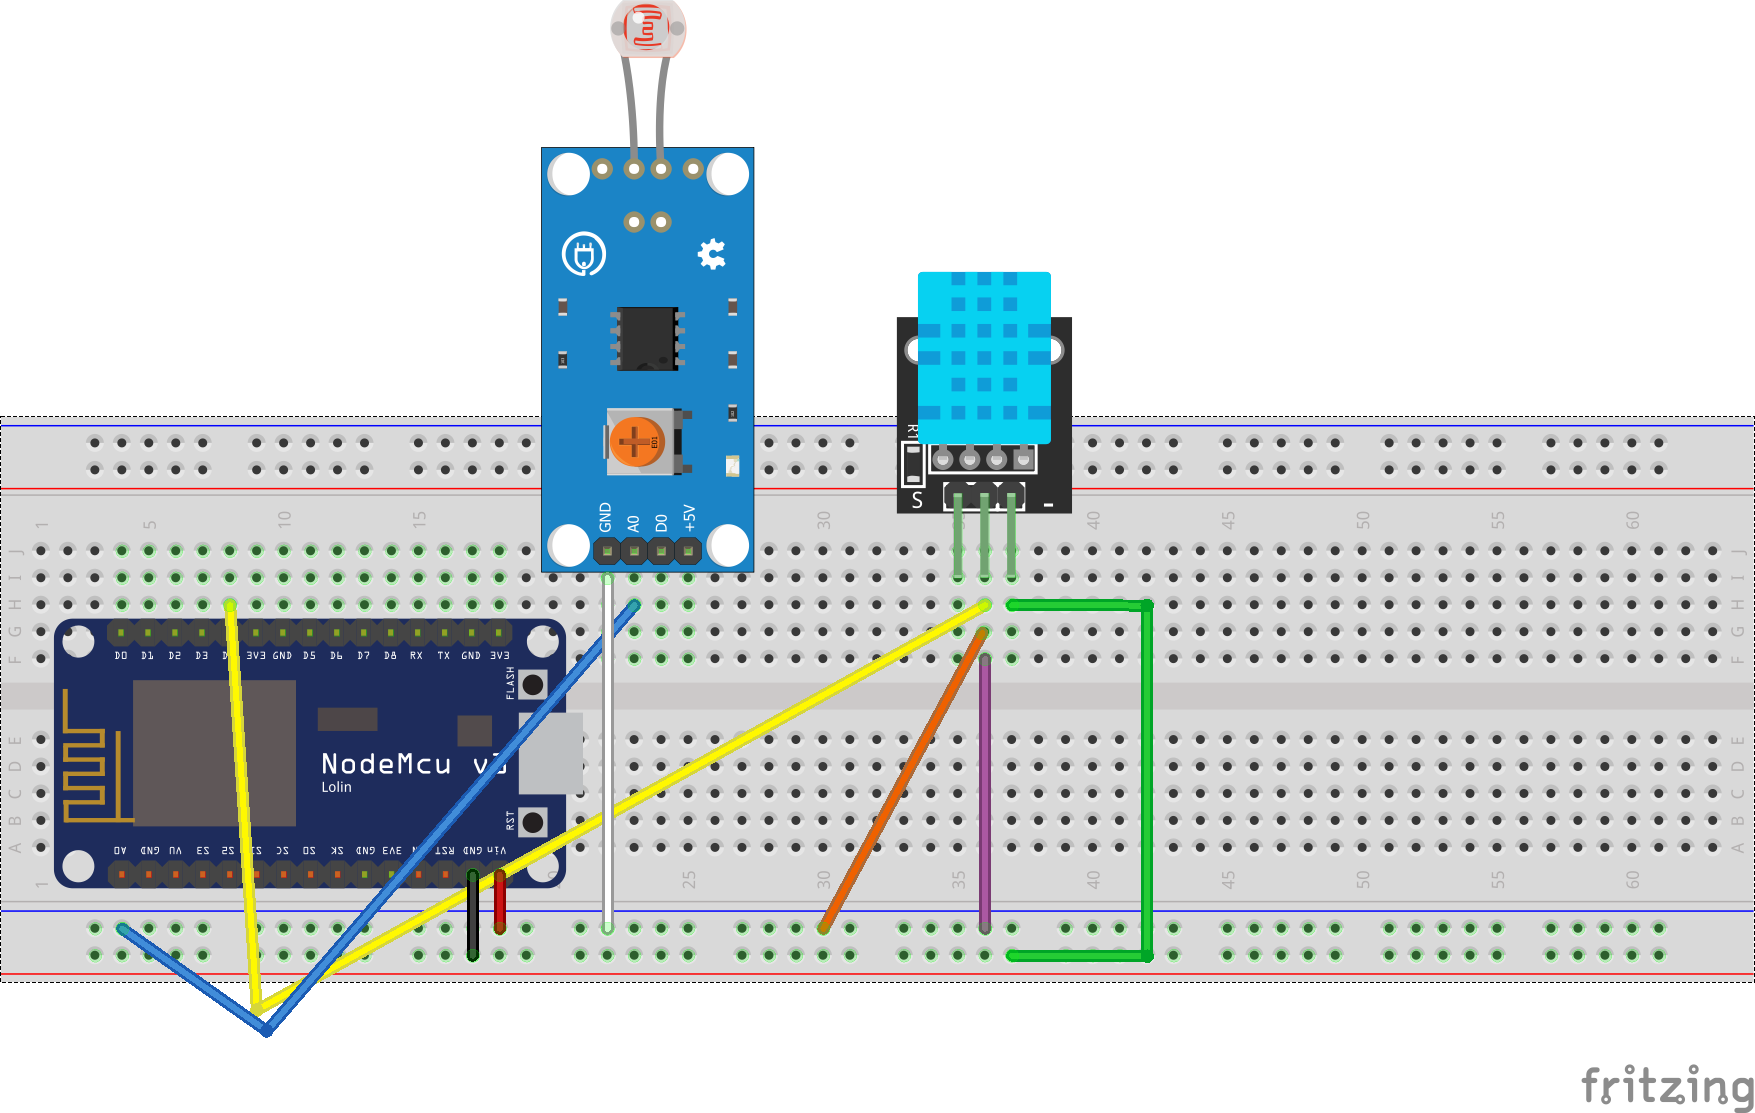 GND A0 D0 +5V
S -
1 5 10 15 30 40 45 50 55 60
J J
I I
H H
G G
F F
D0 D1 D2 D3 3V3 GND D5 D6 D7 D8 RX TX GND 3V3
FLASH
NodeMcu v3
Lolin
RST
E E
D D
C C
B B
A A
A0 GND VU S3 S2 S1 SC S0 SK GND 3V3 EN RST GND Vin
1 25 30 35 40 45 50 55 60
fritzing